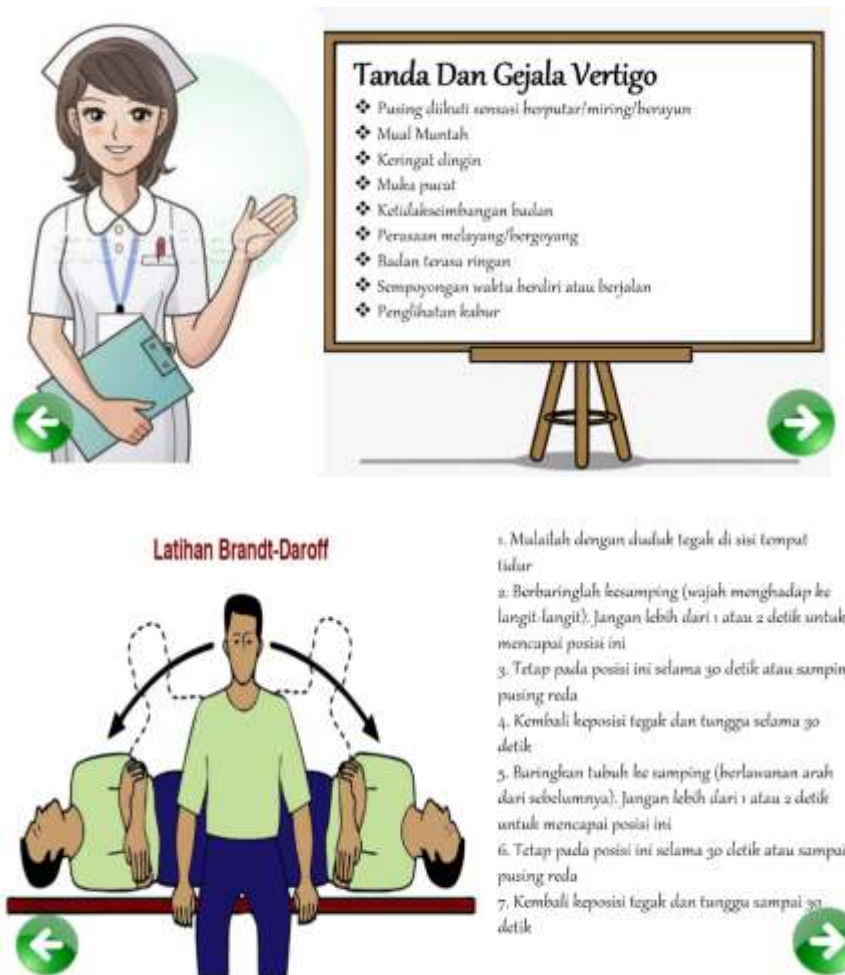 Tanda Dan Gejala Vertigo
❖ Pusing diikuti sensasi berputar/miring/berayun
❖ Mual Muntah
❖ Keringat dingin
❖ Muka pucat
❖ Ketidakseimbangan badan
❖ Perasaan melayang/bergoyang
❖ Badan terasa ringan
❖ Sempoyongan waktu berdiri atau berjalan
❖ Penglihatan kabur
Latihan Brandt-Daroff
1. Mulailah dengan duduk tegak di sisi tempat
tidur
2. Berbaringlah kesamping (wajah menghadap ke
langit-langit). Jangan lebih dari 1 atau 2 detik untuk
mencapai posisi ini
3. Tetap pada posisi ini selama 30 detik atau sampin
pusing reda
4. Kembali keposisi tegak dan tunggu selama 30
detik
5. Baringkan tubuh ke samping (berlawanan arah
dari sebelumnya). Jangan lebih dari 1 atau 2 detik
untuk mencapai posisi ini
6. Tetap pada posisi ini selama 30 detik atau sampai
pusing reda
7. Kembali keposisi tegak dan tunggu sampai 30
detik